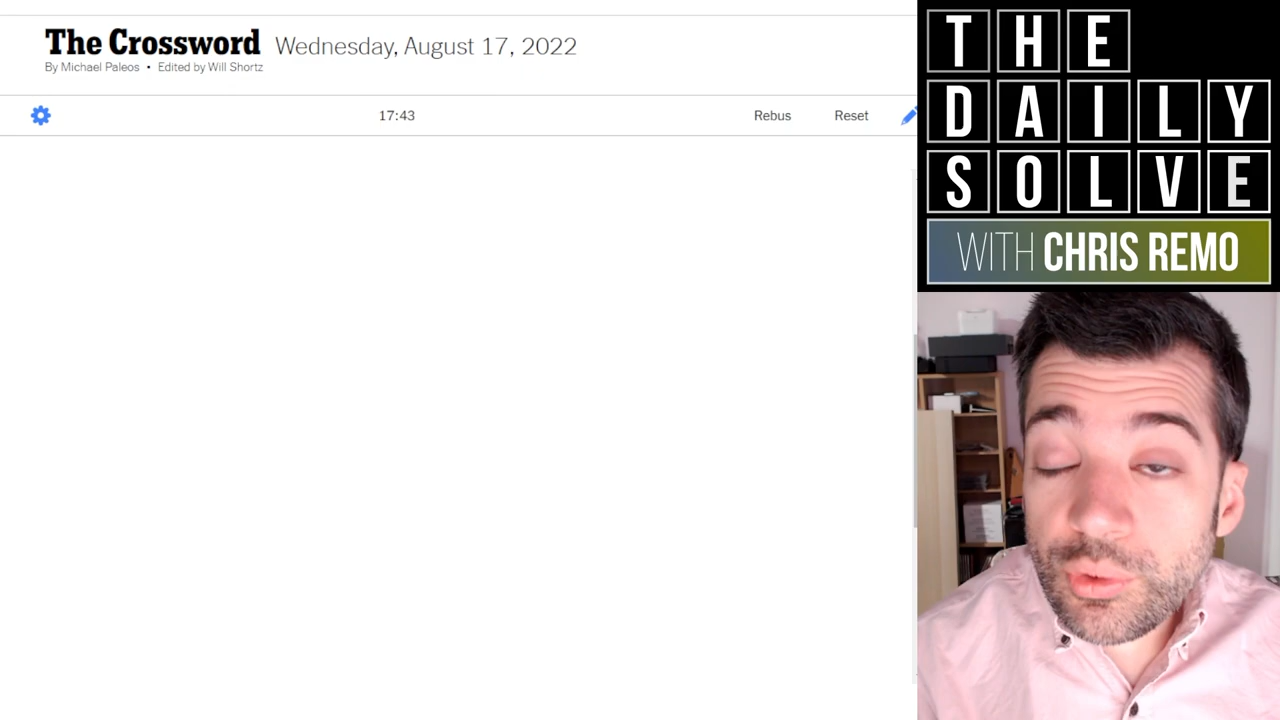 The Crossword Wednesday, August 17, 2022
By Michael Paleos • Edited by Will Shortz
17:43 Rebus Reset
THE
DAILY
SOLVE
WITH CHRIS REMO